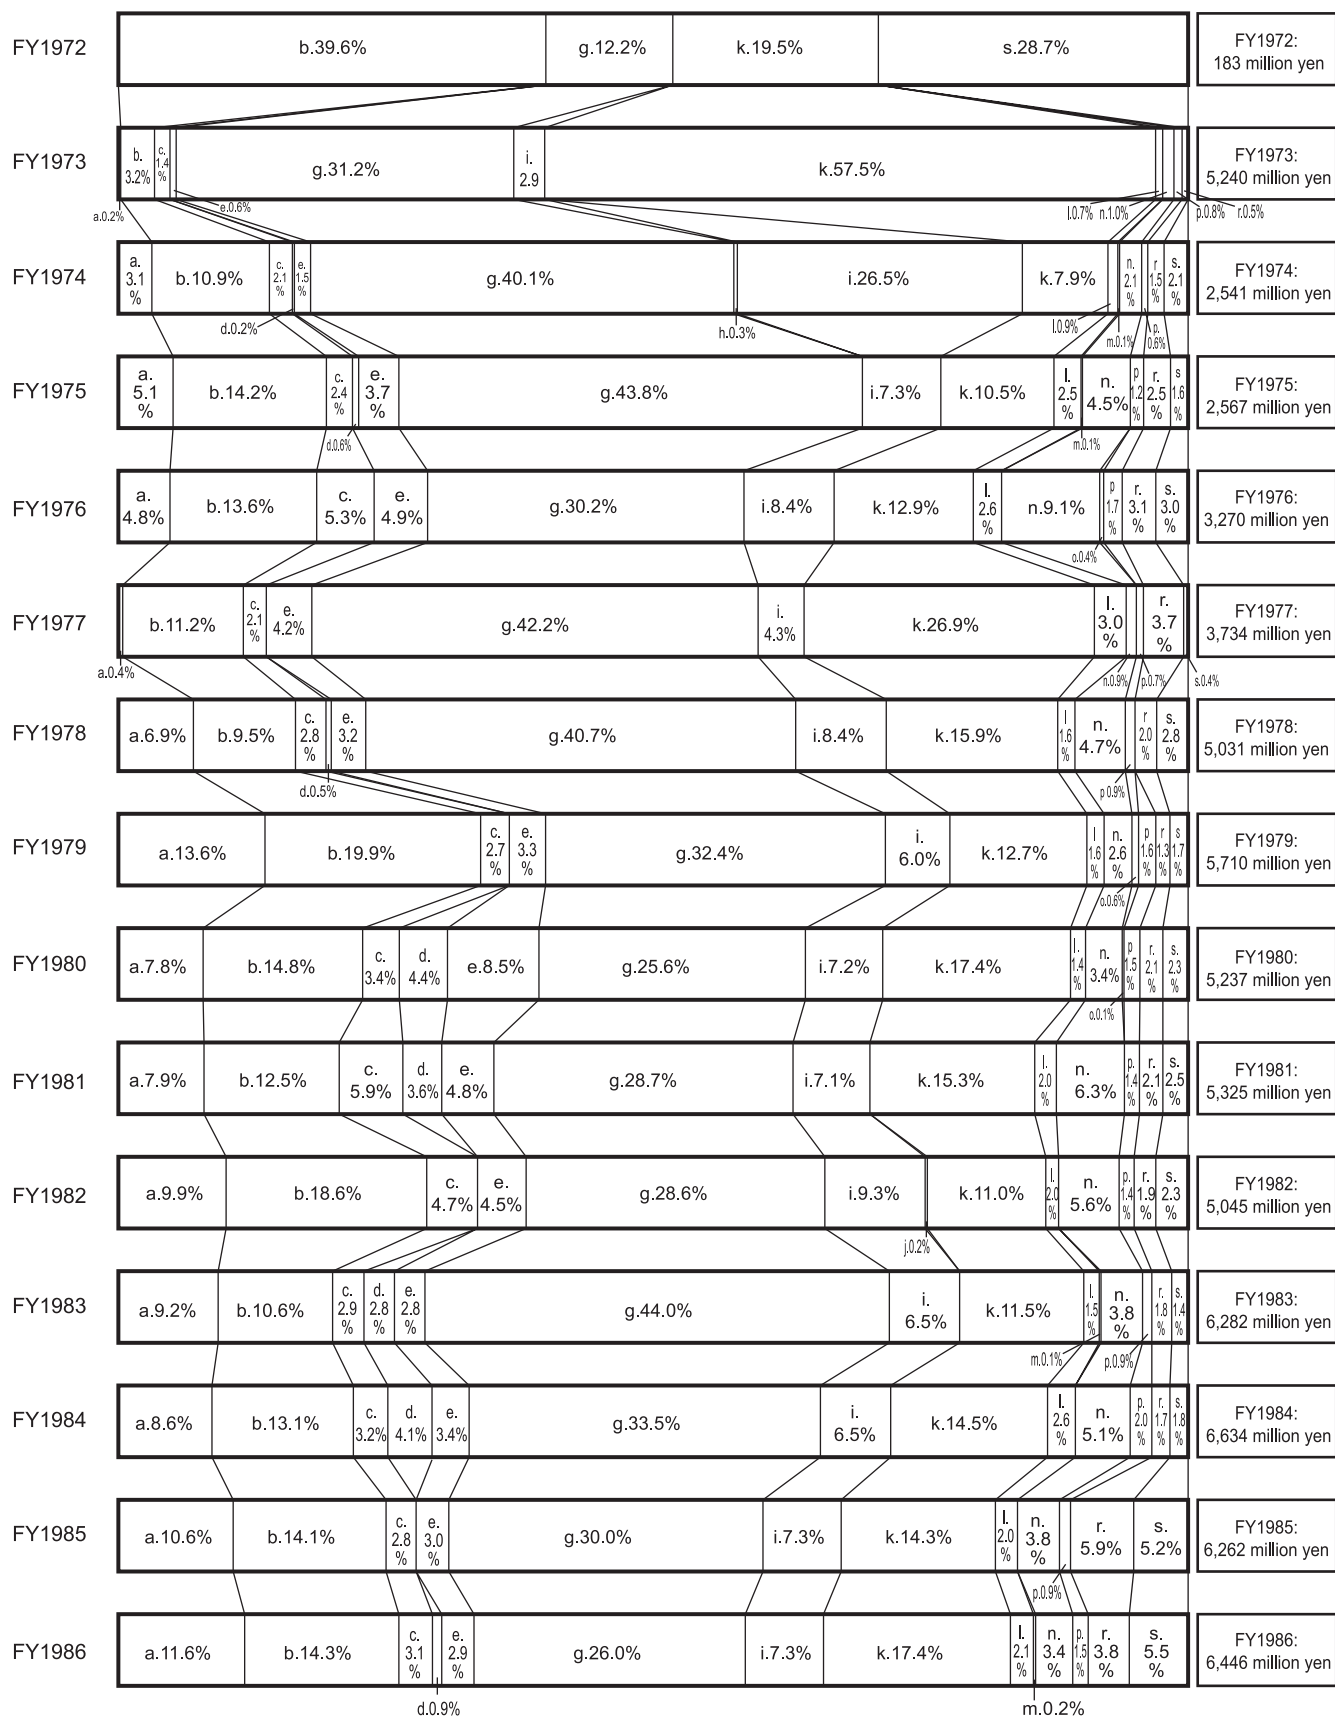 FY1972
b.39.6%
g.12.2%
k.19.5%
s.28.7%
FY1972:
183 million yen
FY1973
b.
3.2%
c.
1.4
%
g.31.2%
i.
2.9
k.57.5%
FY1973:
5,240 million yen
a.0.2%
e.0.6%
l.0.7%
n.1.0%
p.0.8%
r.0.5%
FY1974
a.
3.1
%
b.10.9%
c.
2.1
%
e.
1.5
%
g.40.1%
i.26.5%
k.7.9%
n.
2.1
%
r
1.5
%
s.
2.1
%
FY1974:
2,541 million yen
d.0.2%
h.0.3%
l.0.9%
m.0.1%
p.
0.6%
FY1975
a.
5.1
%
b.14.2%
c.
2.4
%
e.
3.7
%
g.43.8%
i.7.3%
k.10.5%
l.
2.5
%
n.
4.5%
p
1.2
%
r.
2.5
%
s
1.6
%
FY1975:
2,567 million yen
d.0.6%
m.0.1%
FY1976
a.
4.8%
b.13.6%
c.
5.3%
e.
4.9%
g.30.2%
i.8.4%
k.12.9%
l.
2.6
%
n.9.1%
p
1.7
%
r.
3.1
%
s.
3.0
%
FY1976:
3,270 million yen
o.0.4%
FY1977
b.11.2%
c.
2.1
%
e.
4.2%
g.42.2%
i.
4.3%
k.26.9%
l.
3.0
%
r.
3.7
%
FY1977:
3,734 million yen
a.0.4%
n.0.9%
p.0.7%
s.0.4%
FY1978
a.6.9%
b.9.5%
c.
2.8
%
e.
3.2
%
g.40.7%
i.8.4%
k.15.9%
l
1.6
%
n.
4.7%
r
2.0
%
s.
2.8
%
FY1978:
5,031 million yen
d.0.5%
p 0.9%
FY1979
a.13.6%
b.19.9%
c.
2.7
%
e.
3.3
%
g.32.4%
i.
6.0%
k.12.7%
l
1.6
%
n.
2.6
%
p
1.6
%
r
1.3
%
s
1.7
%
FY1979:
5,710 million yen
o.0.6%
FY1980
a.7.8%
b.14.8%
c.
3.4%
d.
4.4%
e.8.5%
g.25.6%
i.7.2%
k.17.4%
l.
1.4
%
n.
3.4%
p
1.5
%
r.
2.1
%
s.
2.3
%
FY1980:
5,237 million yen
o.0.1%
FY1981
a.7.9%
b.12.5%
c.
5.9%
d.
3.6%
e.
4.8%
g.28.7%
i.7.1%
k.15.3%
l.
2.0
%
n.
6.3%
p.
1.4
%
r.
2.1
%
s.
2.5
%
FY1981:
5,325 million yen
FY1982
a.9.9%
b.18.6%
c.
4.7%
e.
4.5%
g.28.6%
i.9.3%
k.11.0%
l.
2.0
%
n.
5.6%
p.
1.4
%
r.
1.9
%
s.
2.3
%
FY1982:
5,045 million yen
j.0.2%
FY1983
a.9.2%
b.10.6%
c.
2.9
%
d.
2.8
%
e.
2.8
%
g.44.0%
i.
6.5%
k.11.5%
l.
1.5
%
n.
3.8
%
r.
1.8
%
s.
1.4
%
FY1983:
6,282 million yen
m.0.1%
p.0.9%
FY1984
a.8.6%
b.13.1%
c.
3.2%
d.
4.1%
e.
3.4%
g.33.5%
i.
6.5%
k.14.5%
l.
2.6
%
n.
5.1%
p.
2.0
%
r.
1.7
%
s.
1.8
%
FY1984:
6,634 million yen
FY1985
a.10.6%
b.14.1%
c.
2.8
%
e.
3.0
%
g.30.0%
i.7.3%
k.14.3%
l.
2.0
%
n.
3.8
%
r.
5.9%
s.
5.2%
FY1985:
6,262 million yen
p.0.9%
FY1986
a.11.6%
b.14.3%
c.
3.1
%
e.
2.9
%
g.26.0%
i.7.3%
k.17.4%
l.
2.1
%
n.
3.4
%
p.
1.5
%
r.
3.8
%
s.
5.5
%
FY1986:
6,446 million yen
d.0.9%
m.0.2%